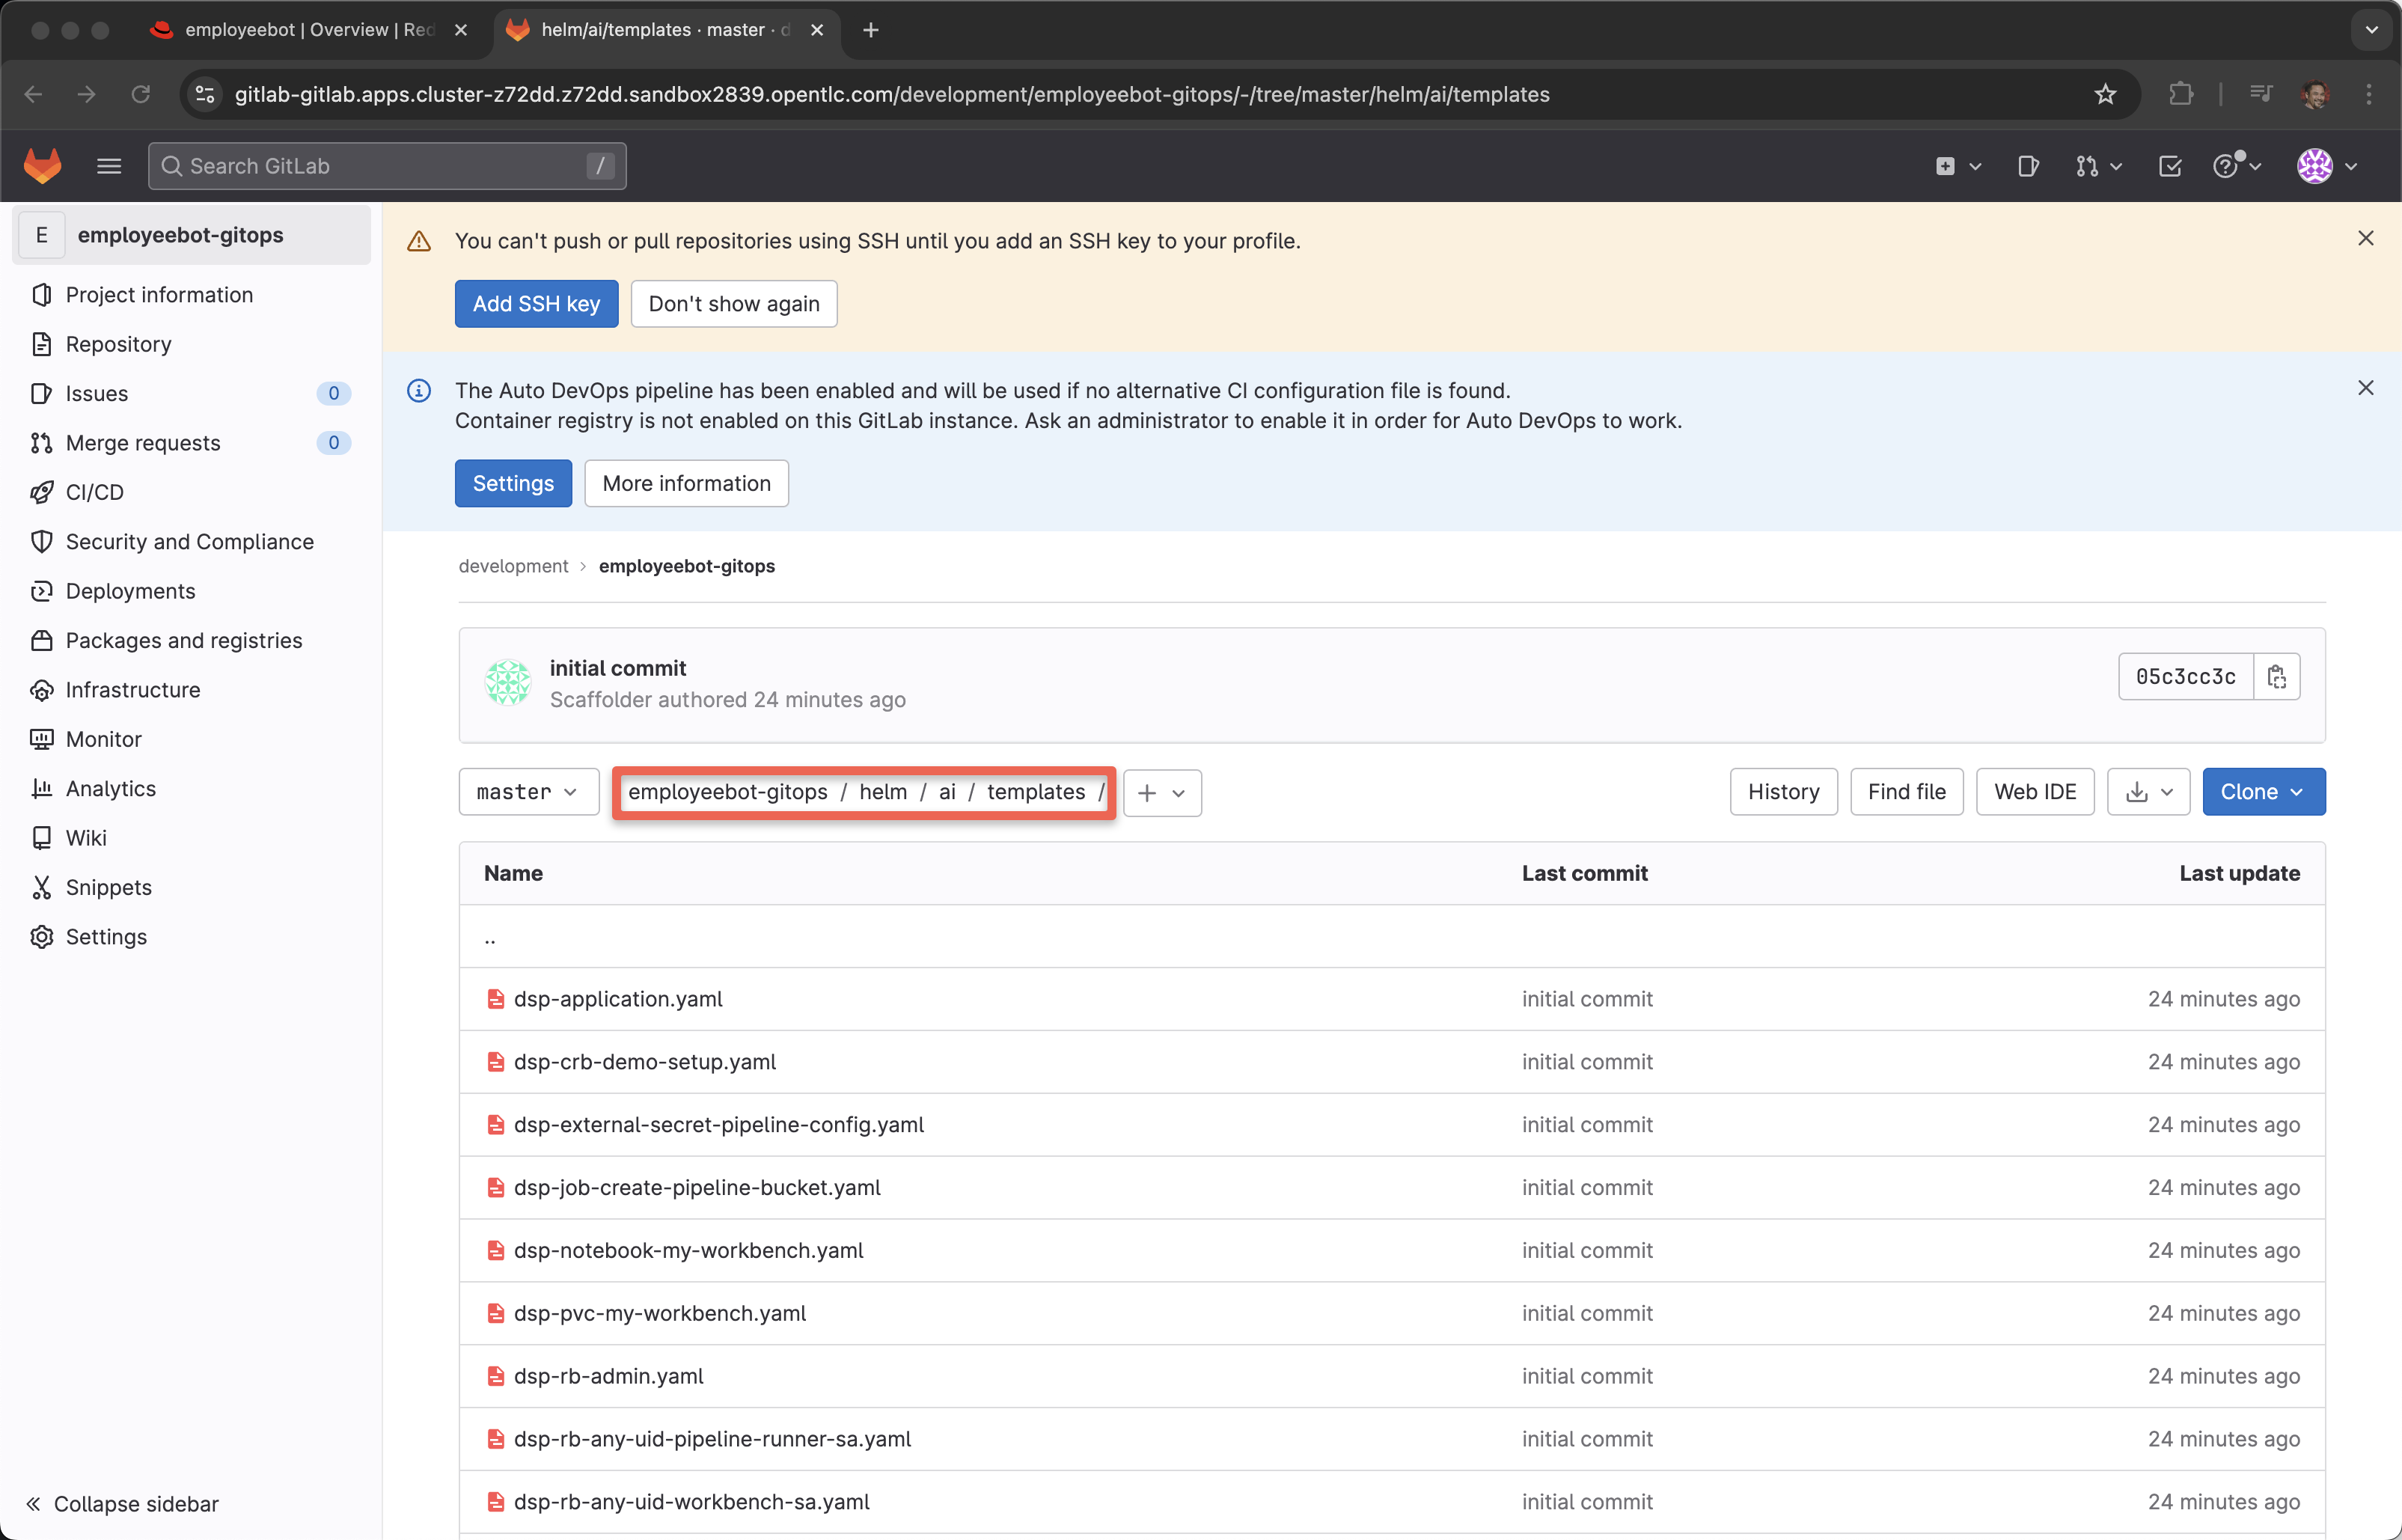 employeebot | Overview | Red
helm/ai/templates · master · d
gitlab-gitlab.apps.cluster-z72dd.z72dd.sandbox2839.opentlc.com/development/employeebot-gitops/-/tree/master/helm/ai/templates
Search GitLab /
E employeebot-gitops
Project information
Repository
Issues 0
Merge requests 0
CI/CD
Security and Compliance
Deployments
Packages and registries
Infrastructure
Monitor
Analytics
Wiki
Snippets
Settings
Collapse sidebar
You can't push or pull repositories using SSH until you add an SSH key to your profile.
Add SSH key Don't show again
The Auto DevOps pipeline has been enabled and will be used if no alternative CI configuration file is found.
Container registry is not enabled on this GitLab instance. Ask an administrator to enable it in order for Auto DevOps to work.
Settings More information
development › employeebot-gitops
initial commit
Scaffolder authored 24 minutes ago
05c3cc3c
master employeebot-gitops / helm / ai / templates / + History Find file Web IDE Clone
Name Last commit Last update
..
dsp-application.yaml initial commit 24 minutes ago
dsp-crb-demo-setup.yaml initial commit 24 minutes ago
dsp-external-secret-pipeline-config.yaml initial commit 24 minutes ago
dsp-job-create-pipeline-bucket.yaml initial commit 24 minutes ago
dsp-notebook-my-workbench.yaml initial commit 24 minutes ago
dsp-pvc-my-workbench.yaml initial commit 24 minutes ago
dsp-rb-admin.yaml initial commit 24 minutes ago
dsp-rb-any-uid-pipeline-runner-sa.yaml initial commit 24 minutes ago
dsp-rb-any-uid-workbench-sa.yaml initial commit 24 minutes ago